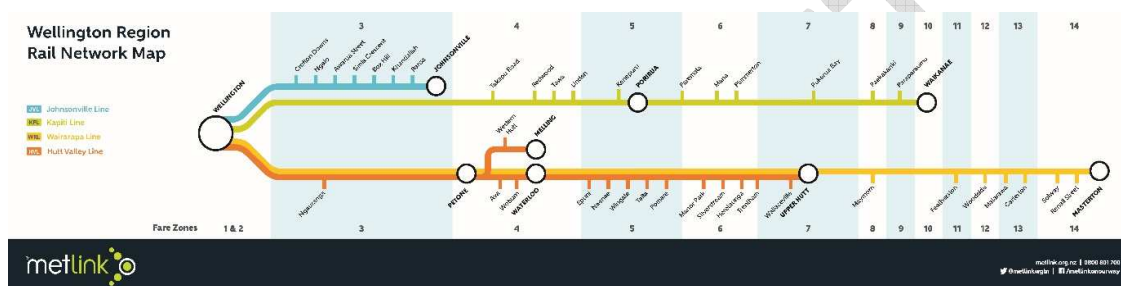 Wellington Region
Rail Network Map
3 4 5 6 7 8 9 10 11 12 13 14
Crofton Downs
Ngaio
Awarua Street
Simla Crescent
Box Hill
Khandallah
Raroa
JOHNSONVILLE
WELLINGTON
Takapu Road
Redwood
Tawa
Linden
Kenepuru
PORIRUA
Paremata
Mana
Plimmerton
Pukerua Bay
Paekakariki
Paraparaumu
WAIKANAE
JVL Johnsonville Line
KPL Kapiti Line
WRL Wairarapa Line
HVL Hutt Valley Line
Western
Hutt
MELLING
Ngauranga
PETONE
Ava
Woburn
WATERLOO
Epuni
Naenae
Wingate
Taita
Pomare
Manor Park
Silverstream
Heretaunga
Trentham
Wallaceville
UPPER HUTT
Maymorn
Featherston
Woodside
Matarawa
Carterton
Solway
Renall Street
MASTERTON
Fare Zones 1 & 2 3 4 5 6 7 8 9 10 11 12 13 14
metlink
metlink.org.nz | 0800 801 700
@metlinkwgtn | /metlinkonourway